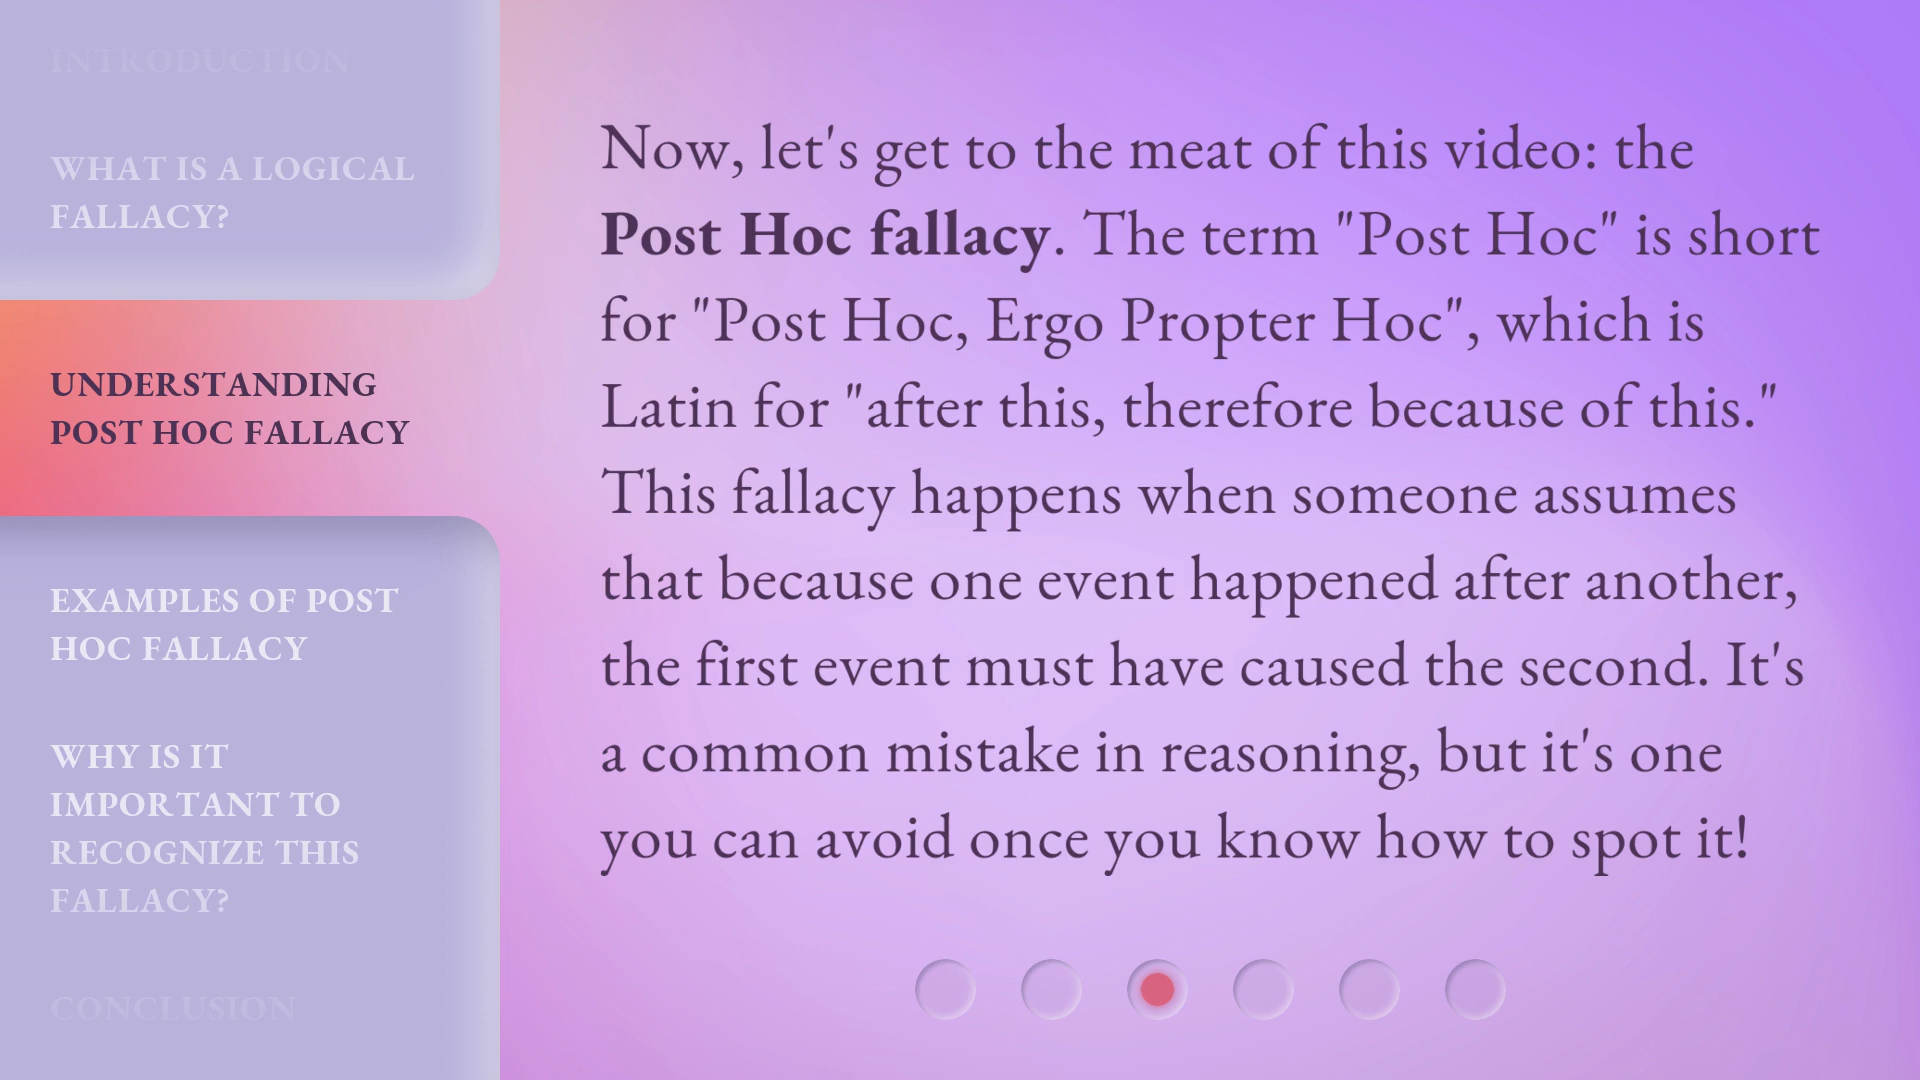 INTRODUCTION
WHAT IS A LOGICAL
FALLACY?
UNDERSTANDING
POST HOC FALLACY
EXAMPLES OF POST
HOC FALLACY
WHY IS IT
IMPORTANT TO
RECOGNIZE THIS
FALLACY?
CONCLUSION
Now, let's get to the meat of this video: the
Post Hoc fallacy. The term "Post Hoc" is short
for "Post Hoc, Ergo Propter Hoc", which is
Latin for "after this, therefore because of this."
This fallacy happens when someone assumes
that because one event happened after another,
the first event must have caused the second. It's
a common mistake in reasoning, but it's one
you can avoid once you know how to spot it!